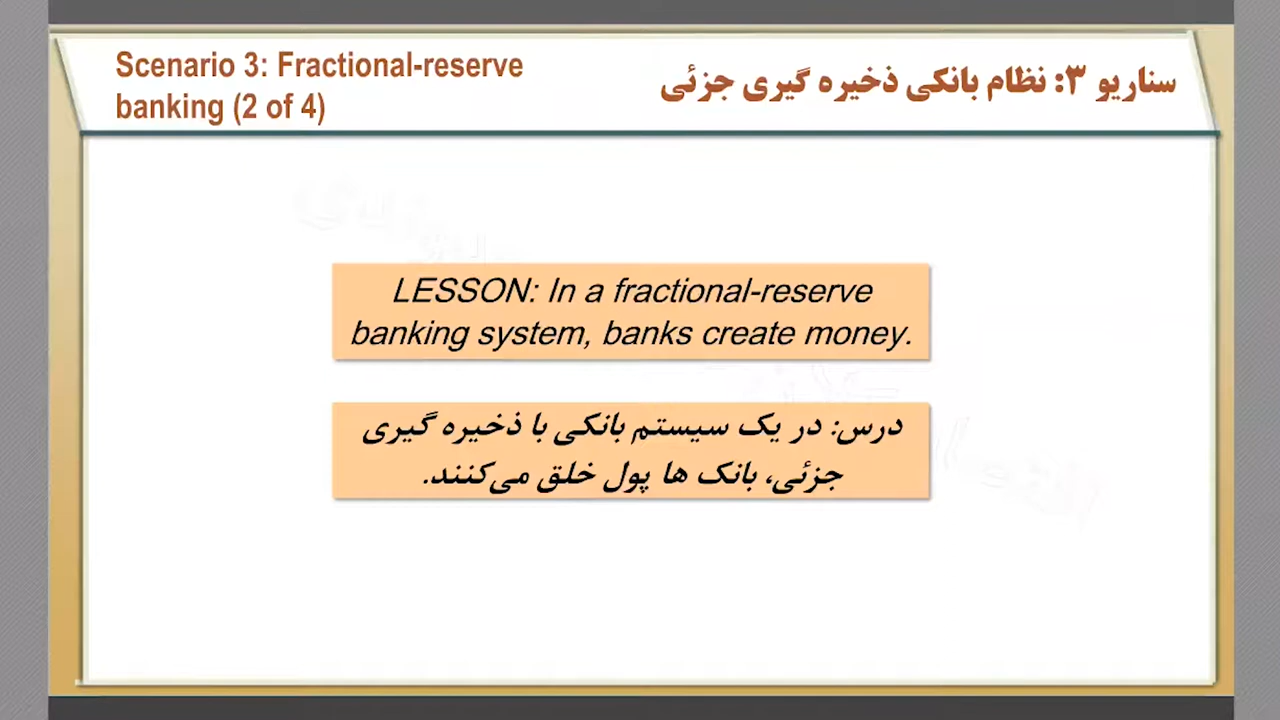 Scenario 3: Fractional-reserve
banking (2 of 4)
سناریو ۳: نظام بانکی ذخیره گیری جزئی
LESSON: In a fractional-reserve
banking system, banks create money.
درس: در یک سیستم بانکی با ذخیره گیری
جزئی، بانک ها پول خلق می‌کنند.